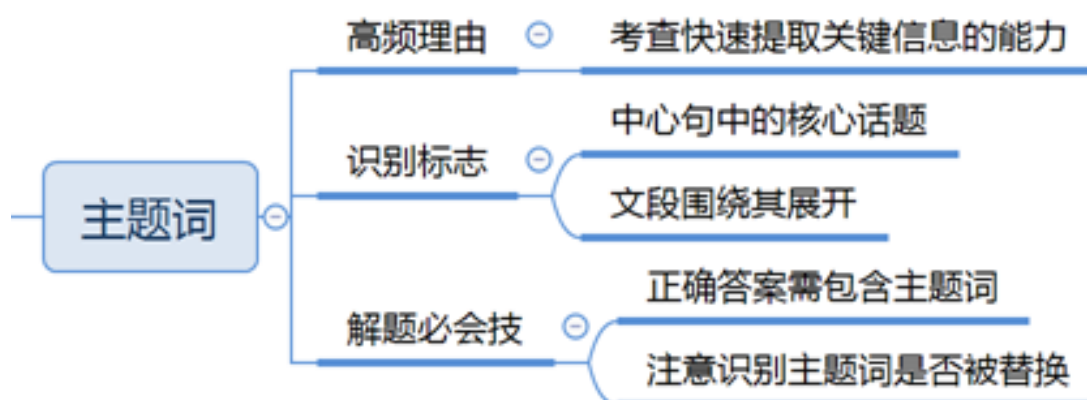 主题词
高频理由
考查快速提取关键信息的能力
识别标志
中心句中的核心话题
文段围绕其展开
解题必会技
正确答案需包含主题词
注意识别主题词是否被替换